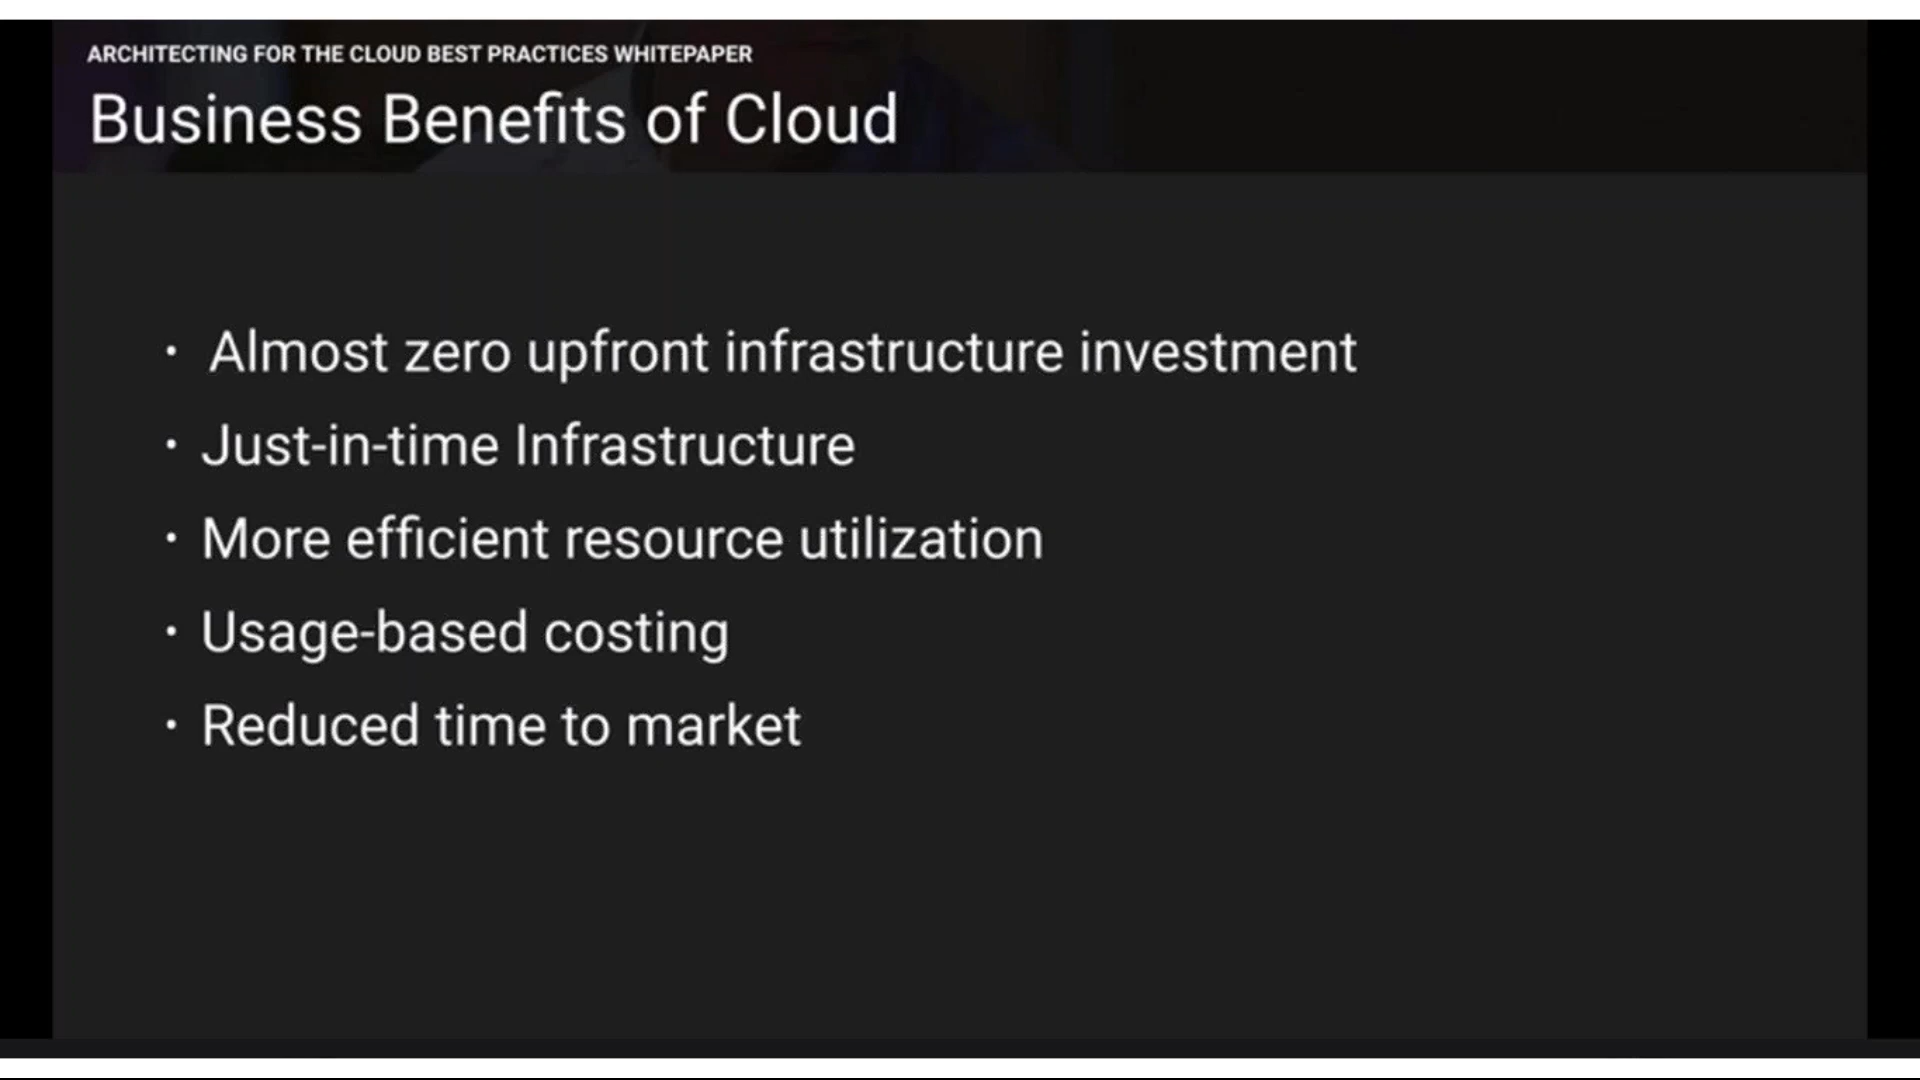 ARCHITECTING FOR THE CLOUD BEST PRACTICES WHITEPAPER
Business Benefits of Cloud
· Almost zero upfront infrastructure investment
· Just-in-time Infrastructure
· More efficient resource utilization
· Usage-based costing
· Reduced time to market